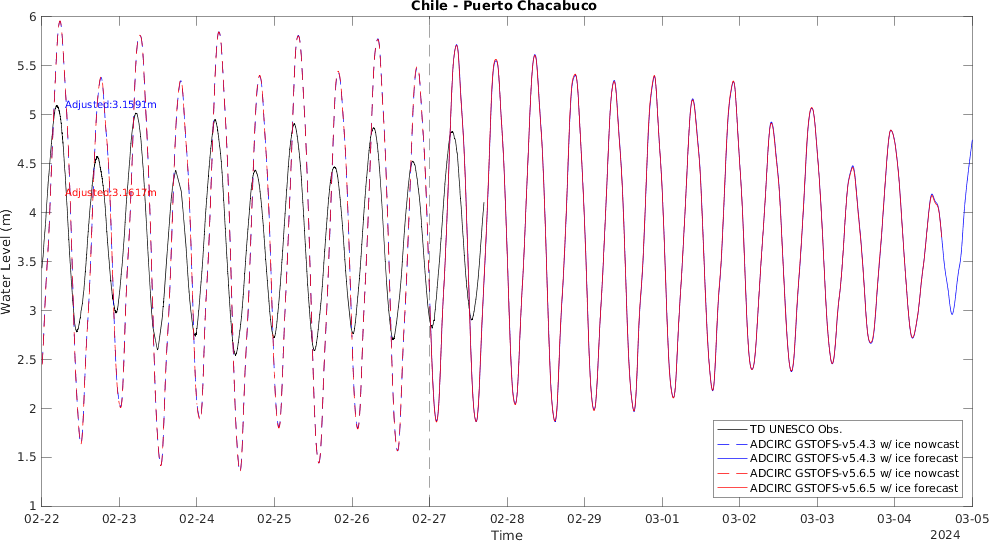 Chile - Puerto Chacabuco
6
5.5
5
4.5
4
3.5
3
2.5
2
1.5
1
Water Level (m)
Adjusted:3.1591m
Adjusted:3.1617m
TD UNESCO Obs.
ADCIRC GSTOFS-v5.4.3 w/ ice nowcast
ADCIRC GSTOFS-v5.4.3 w/ ice forecast
ADCIRC GSTOFS-v5.6.5 w/ ice nowcast
ADCIRC GSTOFS-v5.6.5 w/ ice forecast
02-22 02-23 02-24 02-25 02-26 02-27 02-28 02-29 03-01 03-02 03-03 03-04 03-05
Time
2024